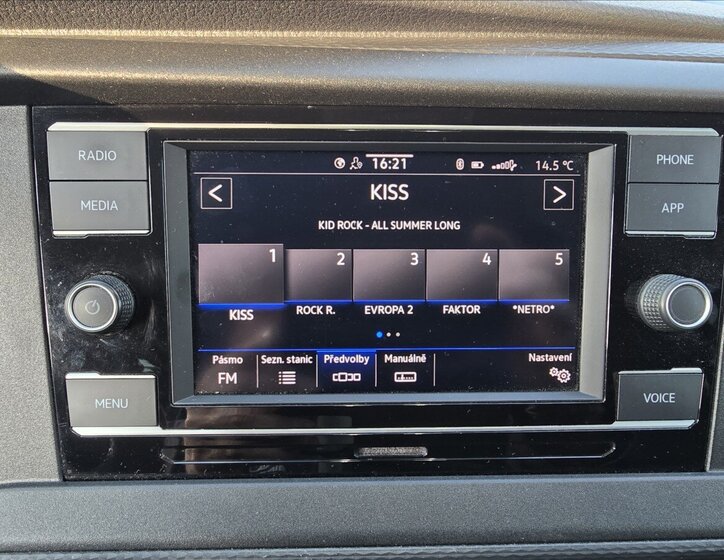 RADIO
MEDIA
MENU
16:21
14.5 °C
< KISS >
KID ROCK - ALL SUMMER LONG
1 2 3 4 5
KISS ROCK R. EVROPA 2 FAKTOR *NETRO*
Pásmo Sezn. stanic Předvolby Manuálně Nastavení
FM
PHONE
APP
VOICE